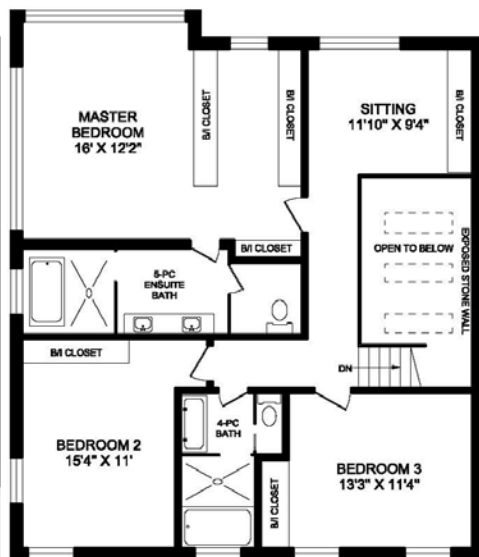 MASTER
BEDROOM
16' X 12'2"
B/I CLOSET
B/I CLOSET
SITTING
11'10" X 9'4"
B/I CLOSET
B/I CLOSET
OPEN TO BELOW
EXPOSED STONE WALL
5-PC
ENSUITE
BATH
B/I CLOSET
DN
4-PC
BATH
BEDROOM 2
15'4" X 11'
B/I CLOSET
BEDROOM 3
13'3" X 11'4"